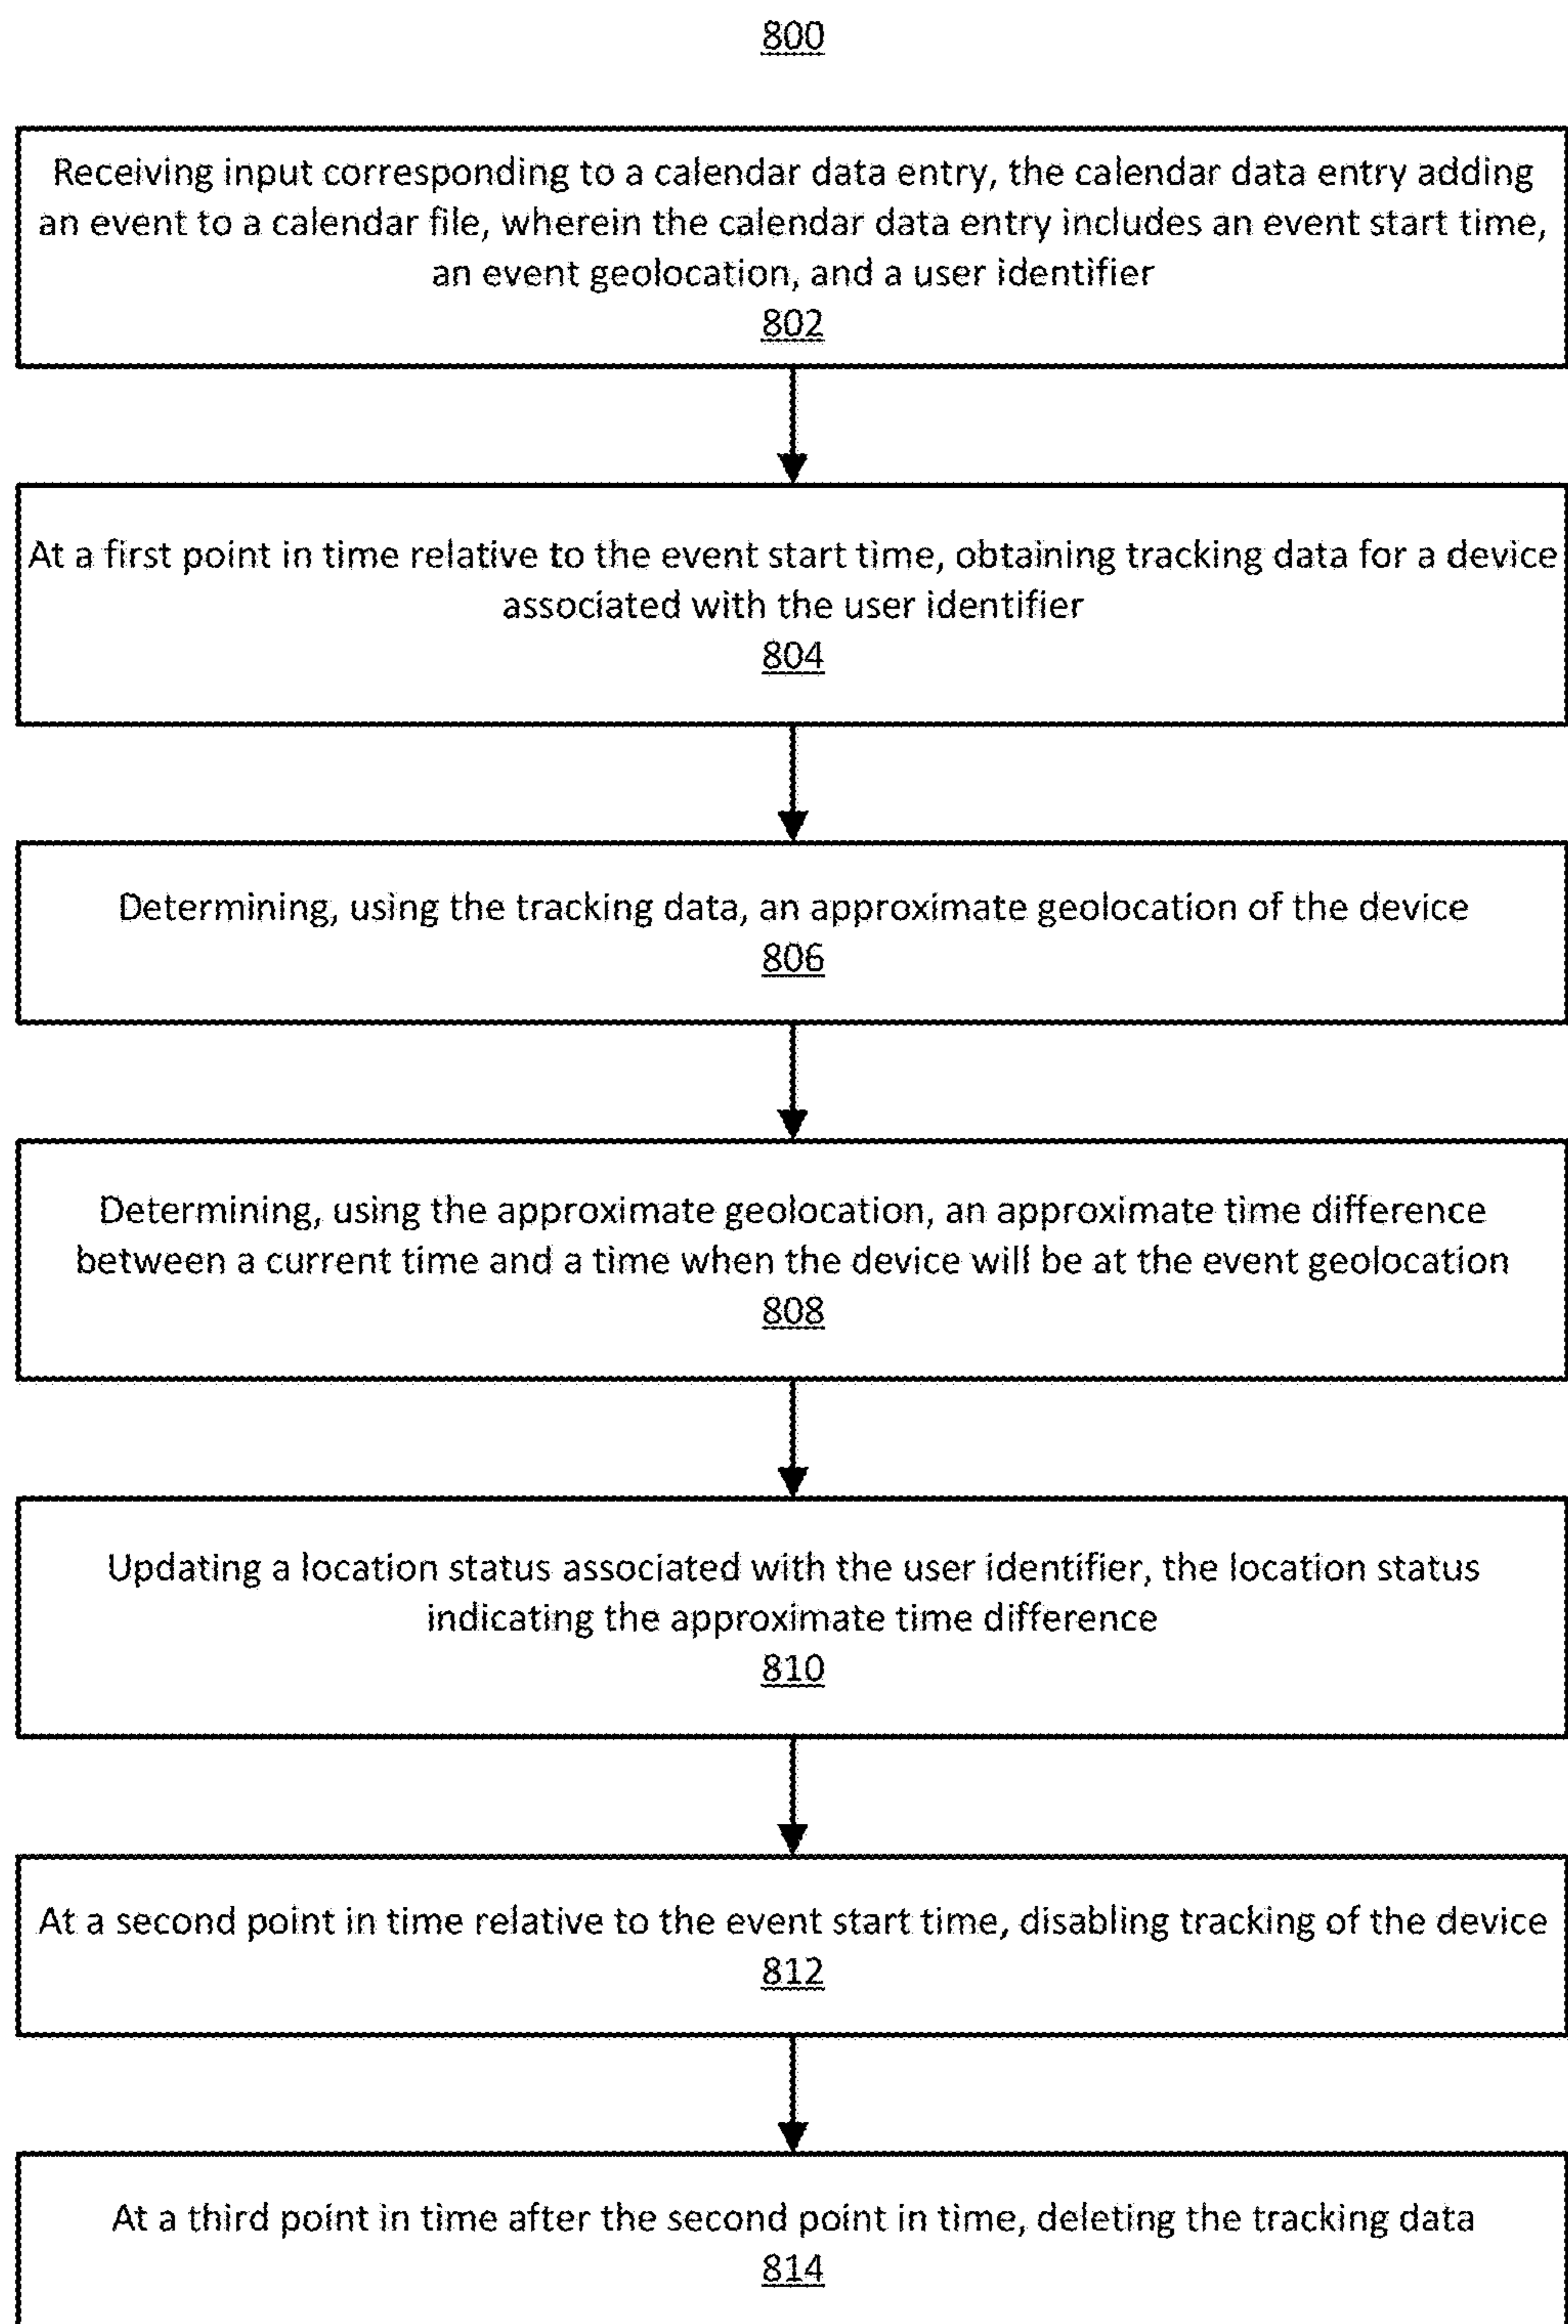 800
Receiving input corresponding to a calendar data entry, the calendar data entry adding
an event to a calendar file, wherein the calendar data entry includes an event start time,
an event geolocation, and a user identifier
802
At a first point in time relative to the event start time, obtaining tracking data for a device
associated with the user identifier
804
Determining, using the tracking data, an approximate geolocation of the device
806
Determining, using the approximate geolocation, an approximate time difference
between a current time and a time when the device will be at the event geolocation
808
Updating a location status associated with the user identifier, the location status
indicating the approximate time difference
810
At a second point in time relative to the event start time, disabling tracking of the device
812
At a third point in time after the second point in time, deleting the tracking data
814